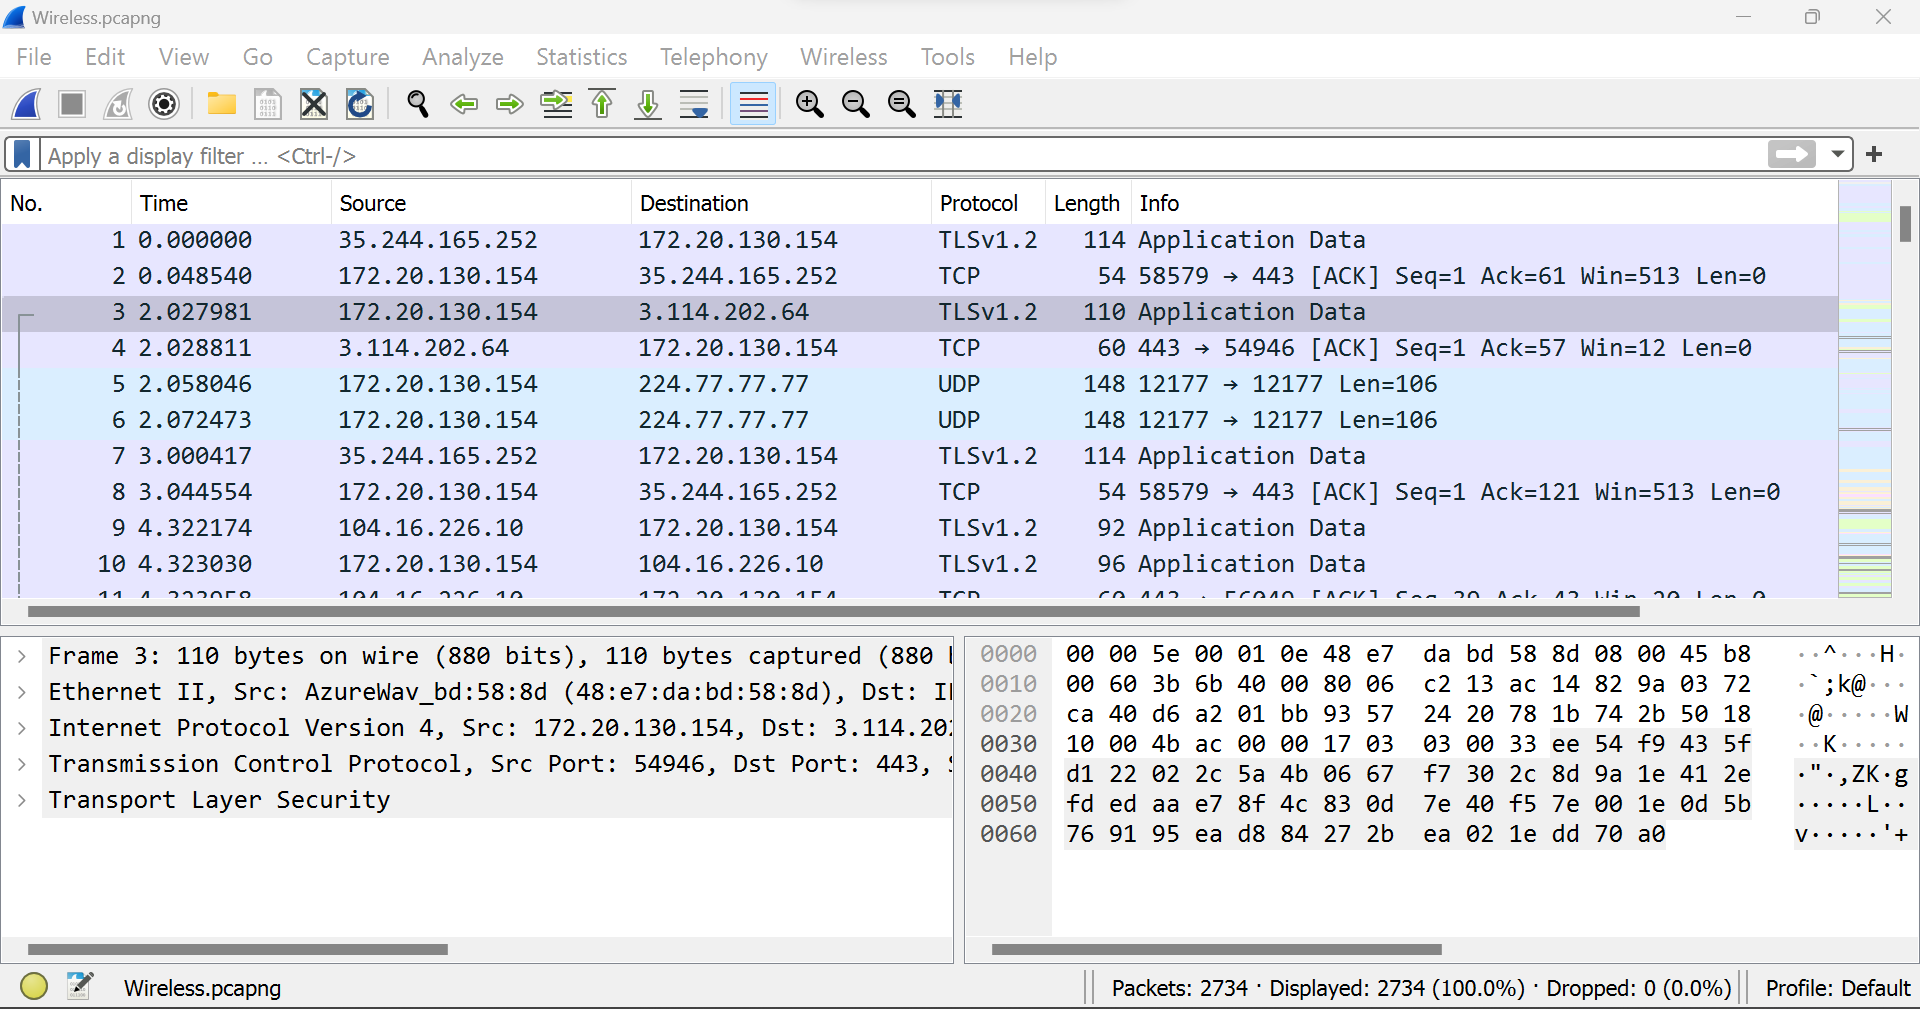 Wireless.pcapng
File Edit View Go Capture Analyze Statistics Telephony Wireless Tools Help
Apply a display filter ... <Ctrl-/>
No. Time Source Destination Protocol Length Info
1 0.000000 35.244.165.252 172.20.130.154 TLSv1.2 114 Application Data
2 0.048540 172.20.130.154 35.244.165.252 TCP 54 58579 → 443 [ACK] Seq=1 Ack=61 Win=513 Len=0
3 2.027981 172.20.130.154 3.114.202.64 TLSv1.2 110 Application Data
4 2.028811 3.114.202.64 172.20.130.154 TCP 60 443 → 54946 [ACK] Seq=1 Ack=57 Win=12 Len=0
5 2.058046 172.20.130.154 224.77.77.77 UDP 148 12177 → 12177 Len=106
6 2.072473 172.20.130.154 224.77.77.77 UDP 148 12177 → 12177 Len=106
7 3.000417 35.244.165.252 172.20.130.154 TLSv1.2 114 Application Data
8 3.044554 172.20.130.154 35.244.165.252 TCP 54 58579 → 443 [ACK] Seq=1 Ack=121 Win=513 Len=0
9 4.322174 104.16.226.10 172.20.130.154 TLSv1.2 92 Application Data
10 4.323030 172.20.130.154 104.16.226.10 TLSv1.2 96 Application Data
Frame 3: 110 bytes on wire (880 bits), 110 bytes captured (880
Ethernet II, Src: AzureWav_bd:58:8d (48:e7:da:bd:58:8d), Dst:
Internet Protocol Version 4, Src: 172.20.130.154, Dst: 3.114.20
Transmission Control Protocol, Src Port: 54946, Dst Port: 443,
Transport Layer Security
0000 00 00 5e 00 01 0e 48 e7 da bd 58 8d 08 00 45 b8 ··^···H·
0010 00 60 3b 6b 40 00 80 06 c2 13 ac 14 82 9a 03 72 ·`;k@···
0020 ca 40 d6 a2 01 bb 93 57 24 20 78 1b 74 2b 50 18 ·@·····W
0030 10 00 4b ac 00 00 17 03 03 00 33 ee 54 f9 43 5f ··K·····
0040 d1 22 02 2c 5a 4b 06 67 f7 30 2c 8d 9a 1e 41 2e ·"·,ZK·g
0050 fd ed aa e7 8f 4c 83 0d 7e 40 f5 7e 00 1e 0d 5b ·····L··
0060 76 91 95 ea d8 84 27 2b ea 02 1e dd 70 a0 v·····'+
Wireless.pcapng Packets: 2734 · Displayed: 2734 (100.0%) · Dropped: 0 (0.0%) Profile: Default